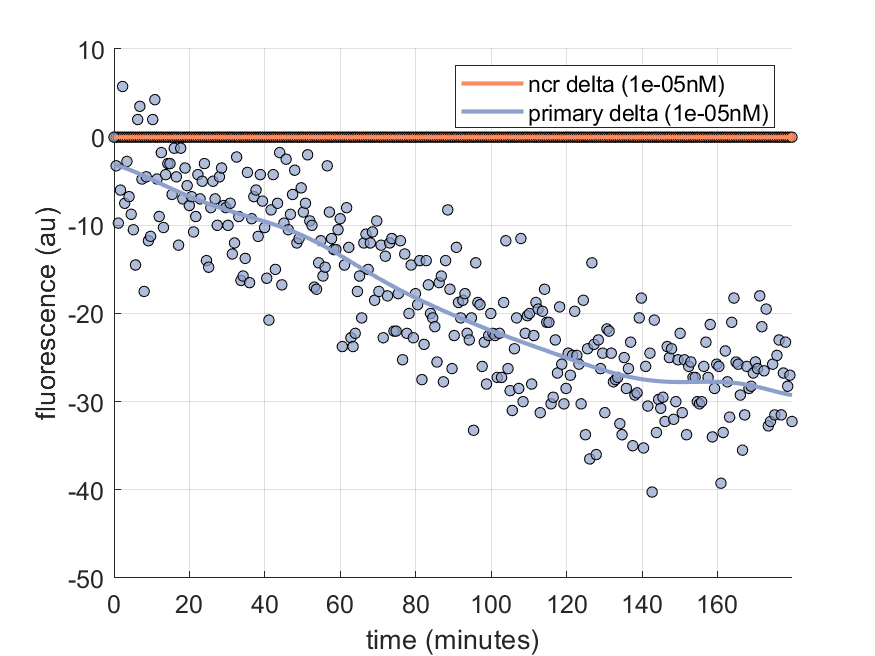 10
0
-10
-20
-30
-40
-50
fluorescence (au)
ncr delta (1e-05nM)
primary delta (1e-05nM)
0 20 40 60 80 100 120 140 160
time (minutes)